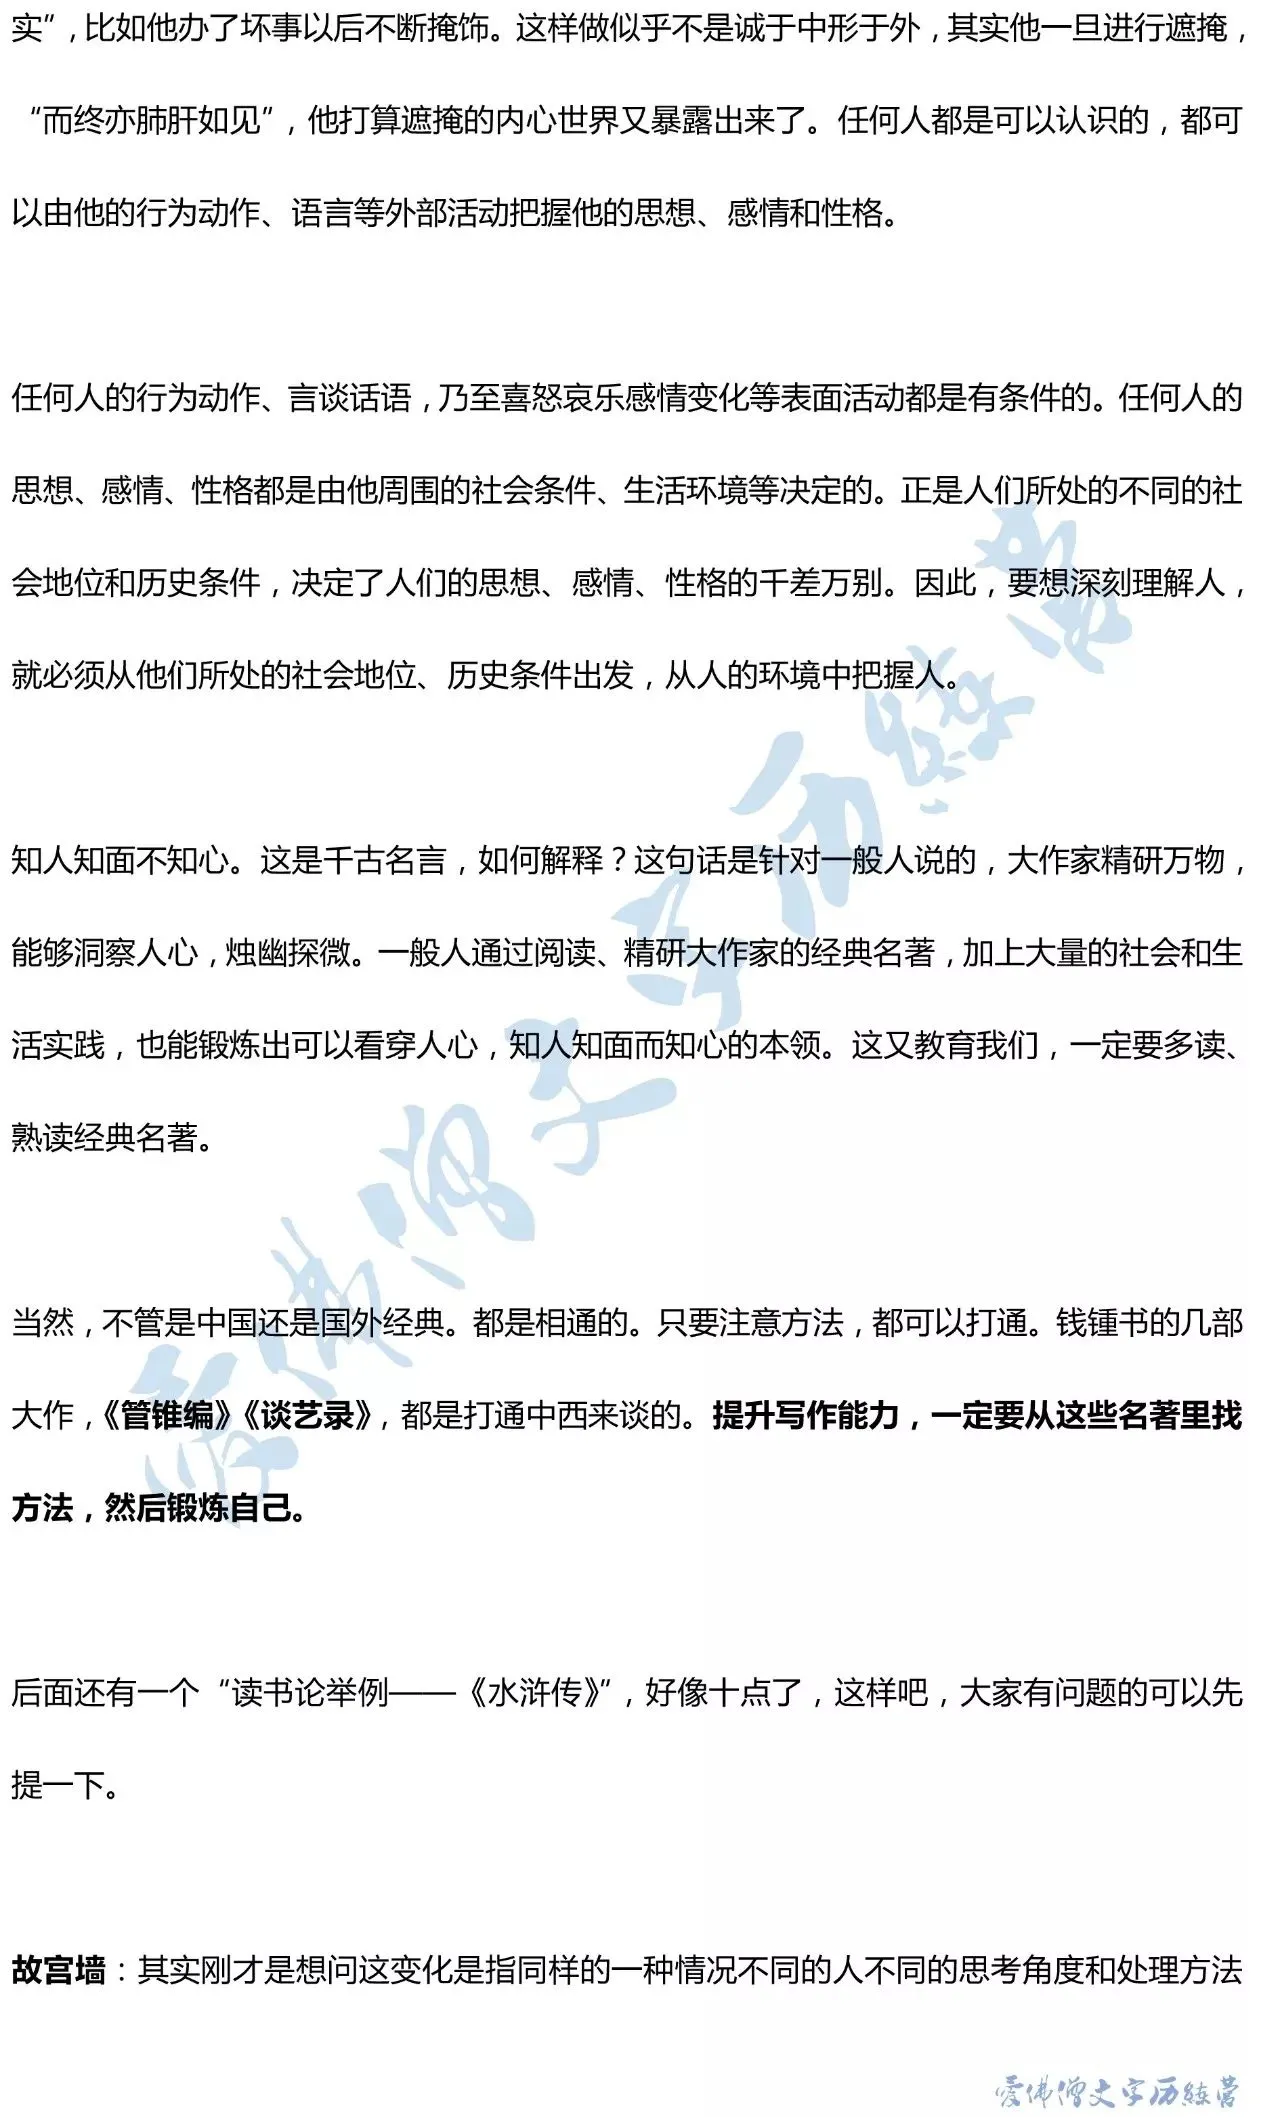 实”，比如他办了坏事以后不断掩饰。这样做似乎不是诚于中形于外，其实他一旦进行遮掩，
“而终亦肺肝如见”，他打算遮掩的内心世界又暴露出来了。任何人都是可以认识的，都可
以由他的行为动作、语言等外部活动把握他的思想、感情和性格。
任何人的行为动作、言谈话语，乃至喜怒哀乐感情变化等表面活动都是有条件的。任何人的
思想、感情、性格都是由他周围的社会条件、生活环境等决定的。正是人们所处的不同的社
会地位和历史条件，决定了人们的思想、感情、性格的千差万别。因此，要想深刻理解人，
就必须从他们所处的社会地位、历史条件出发，从人的环境中把握人。
知人知面不知心。这是千古名言，如何解释？这句话是针对一般人说的，大作家精研万物，
能够洞察人心，烛幽探微。一般人通过阅读、精研大作家的经典名著，加上大量的社会和生
活实践，也能锻炼出可以看穿人心，知人知面而知心的本领。这又教育我们，一定要多读、
熟读经典名著。
当然，不管是中国还是国外经典。都是相通的。只要注意方法，都可以打通。钱锺书的几部
大作，《管锥编》《谈艺录》，都是打通中西来谈的。提升写作能力，一定要从这些名著里找
方法，然后锻炼自己。
后面还有一个“读书论举例——《水浒传》”，好像十点了，这样吧，大家有问题的可以先
提一下。
故宫墙：其实刚才是想问这变化是指同样的一种情况不同的人不同的思考角度和处理方法
爱佛僧文字历练营
爱佛僧文字历练营